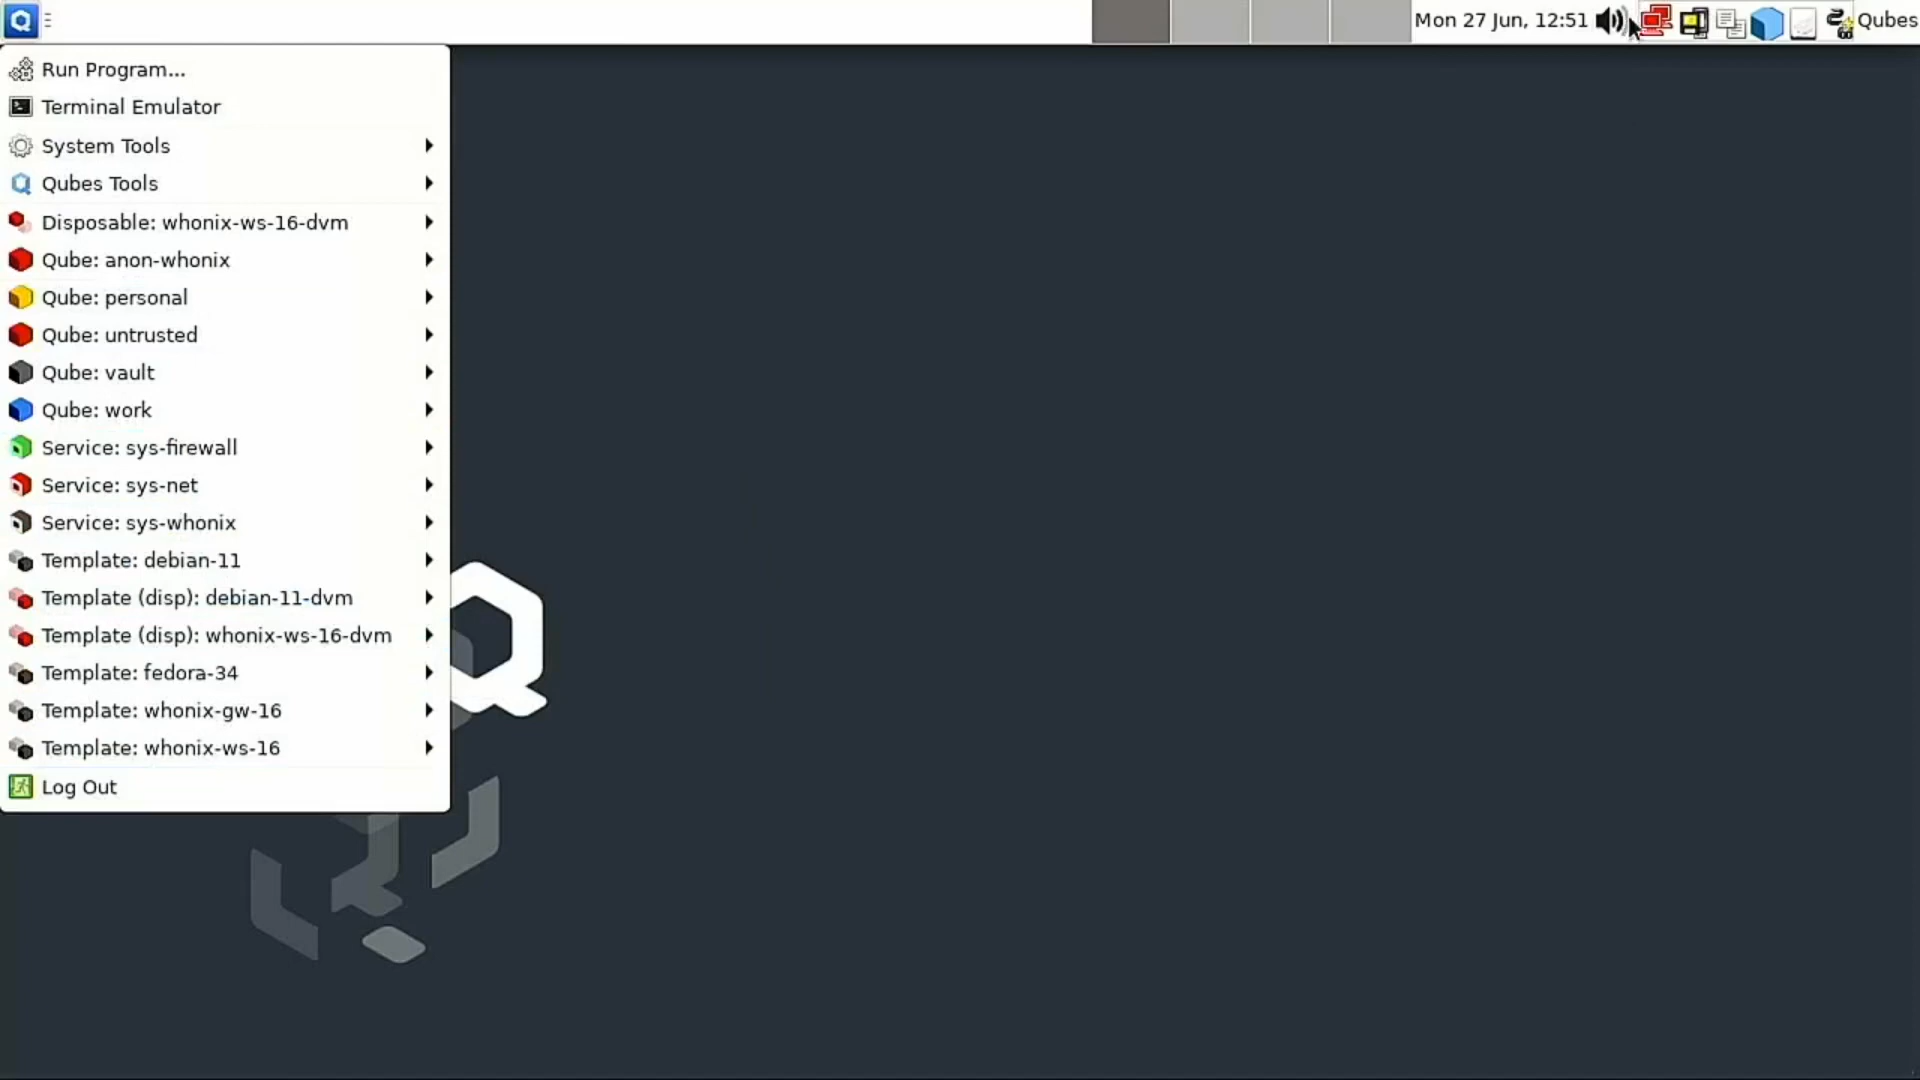 Mon 27 Jun, 12:51
Qubes
Run Program...
Terminal Emulator
System Tools
Qubes Tools
Disposable: whonix-ws-16-dvm
Qube: anon-whonix
Qube: personal
Qube: untrusted
Qube: vault
Qube: work
Service: sys-firewall
Service: sys-net
Service: sys-whonix
Template: debian-11
Template (disp): debian-11-dvm
Template (disp): whonix-ws-16-dvm
Template: fedora-34
Template: whonix-gw-16
Template: whonix-ws-16
Log Out